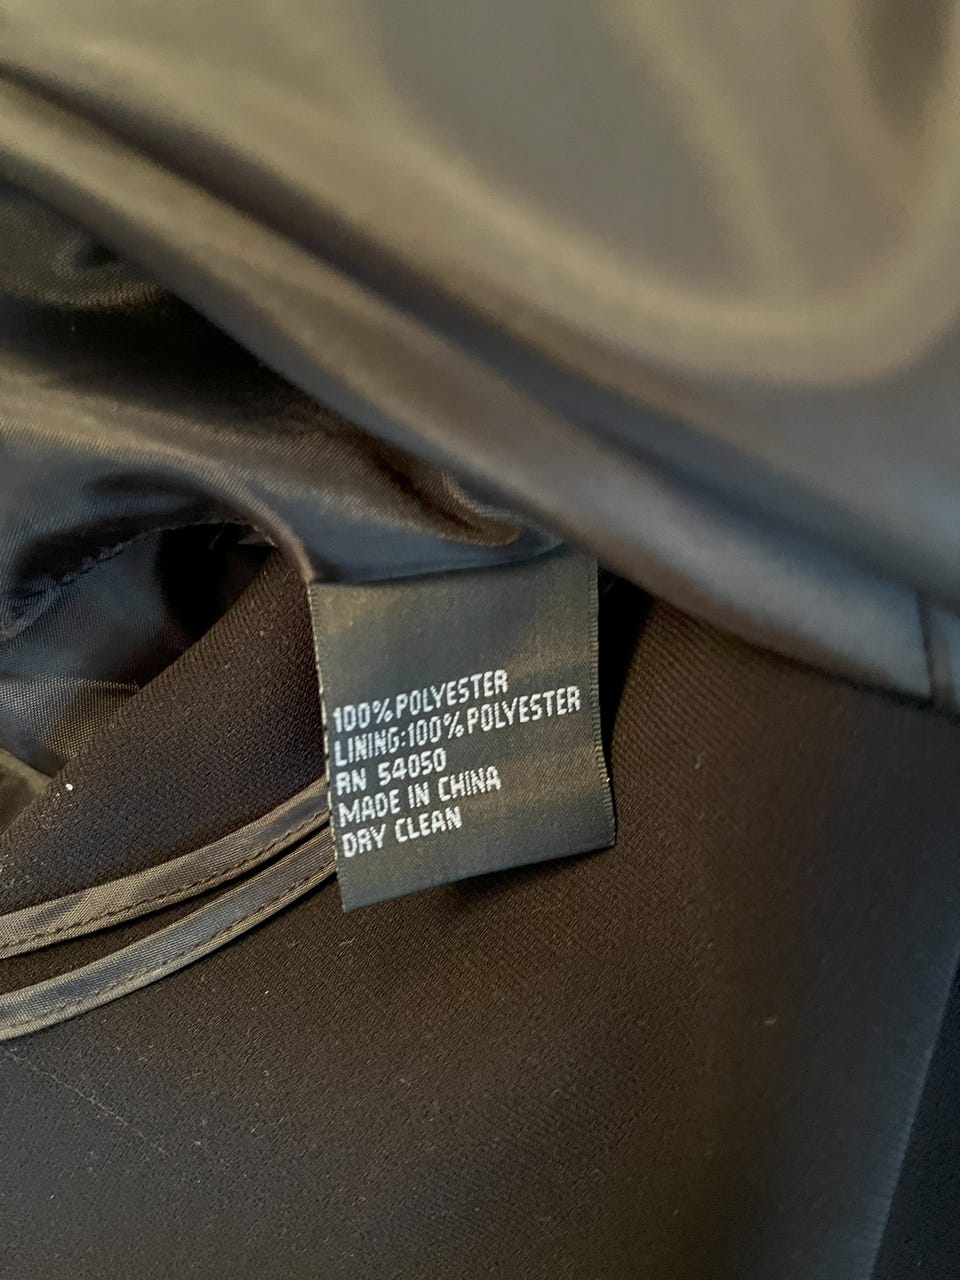 100% POLYESTER
LINING:100% POLYESTER
RN 54050
MADE IN CHINA
DRY CLEAN